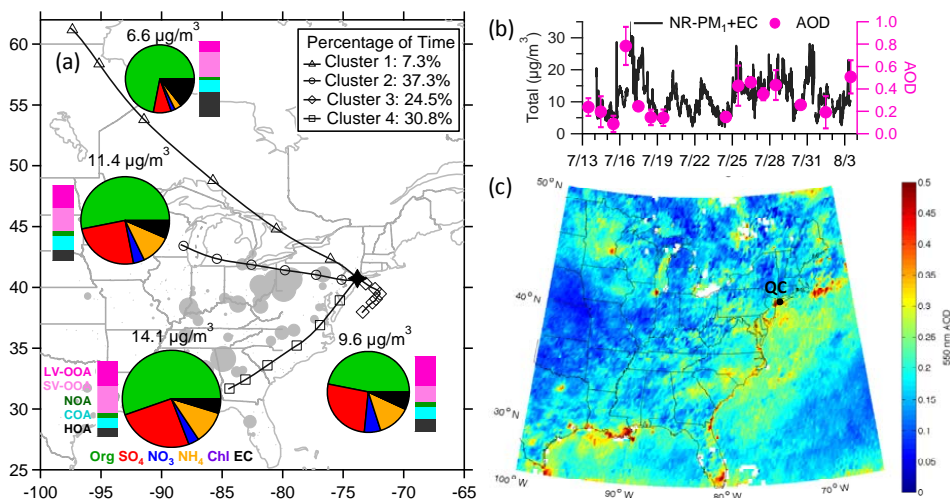 (a)
6.6 µg/m³
Percentage of Time
Cluster 1: 7.3%
Cluster 2: 37.3%
Cluster 3: 24.5%
Cluster 4: 30.8%
11.4 µg/m³
14.1 µg/m³
9.6 µg/m³
LV-OOA
SV-OOA
NOA
COA
HOA
Org SO₄ NO₃ NH₄ Chl EC
60
55
50
45
40
35
30
25
-100 -95 -90 -85 -80 -75 -70 -65
(b)
NR-PM₁+EC AOD
Total (µg/m³)
30
20
10
0
1.0
0.8
0.6
0.4
0.2
0.0
AOD
7/13 7/16 7/19 7/22 7/25 7/28 7/31 8/3
(c)
50°N
40°N
30°N
100°W
90°W
80°W
70°W
QC
0.5
0.45
0.4
0.35
0.3
0.25
0.2
0.15
0.1
0.05
0
550 nm AOD